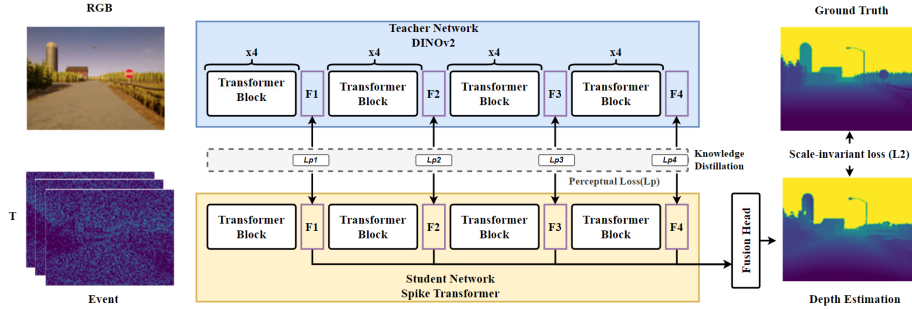 RGB
Teacher Network
DINOv2
x4
x4
x4
x4
Transformer
Block
F1
Transformer
Block
F2
Transformer
Block
F3
Transformer
Block
F4
Ground Truth
Lp1
Lp2
Lp3
Lp4
Knowledge
Distillation
Perceptual Loss(Lp)
Scale-invariant loss (L2)
T
Event
Transformer
Block
F1
Transformer
Block
F2
Transformer
Block
F3
Transformer
Block
F4
Fusion Head
Student Network
Spike Transformer
Depth Estimation